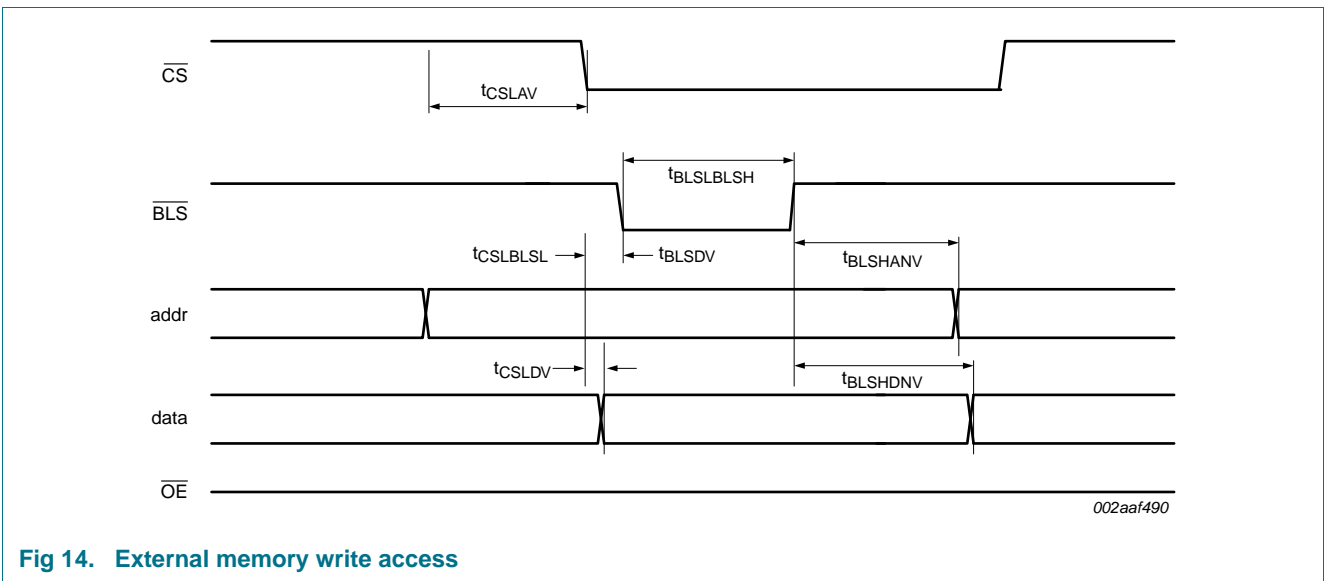 CS
tCSLAV
tBLSLBLSH
BLS
tCSLBLSL
tBLSDV
tBLSHANV
addr
tCSLDV
tBLSHDNV
data
OE
002aaf490
Fig 14. External memory write access